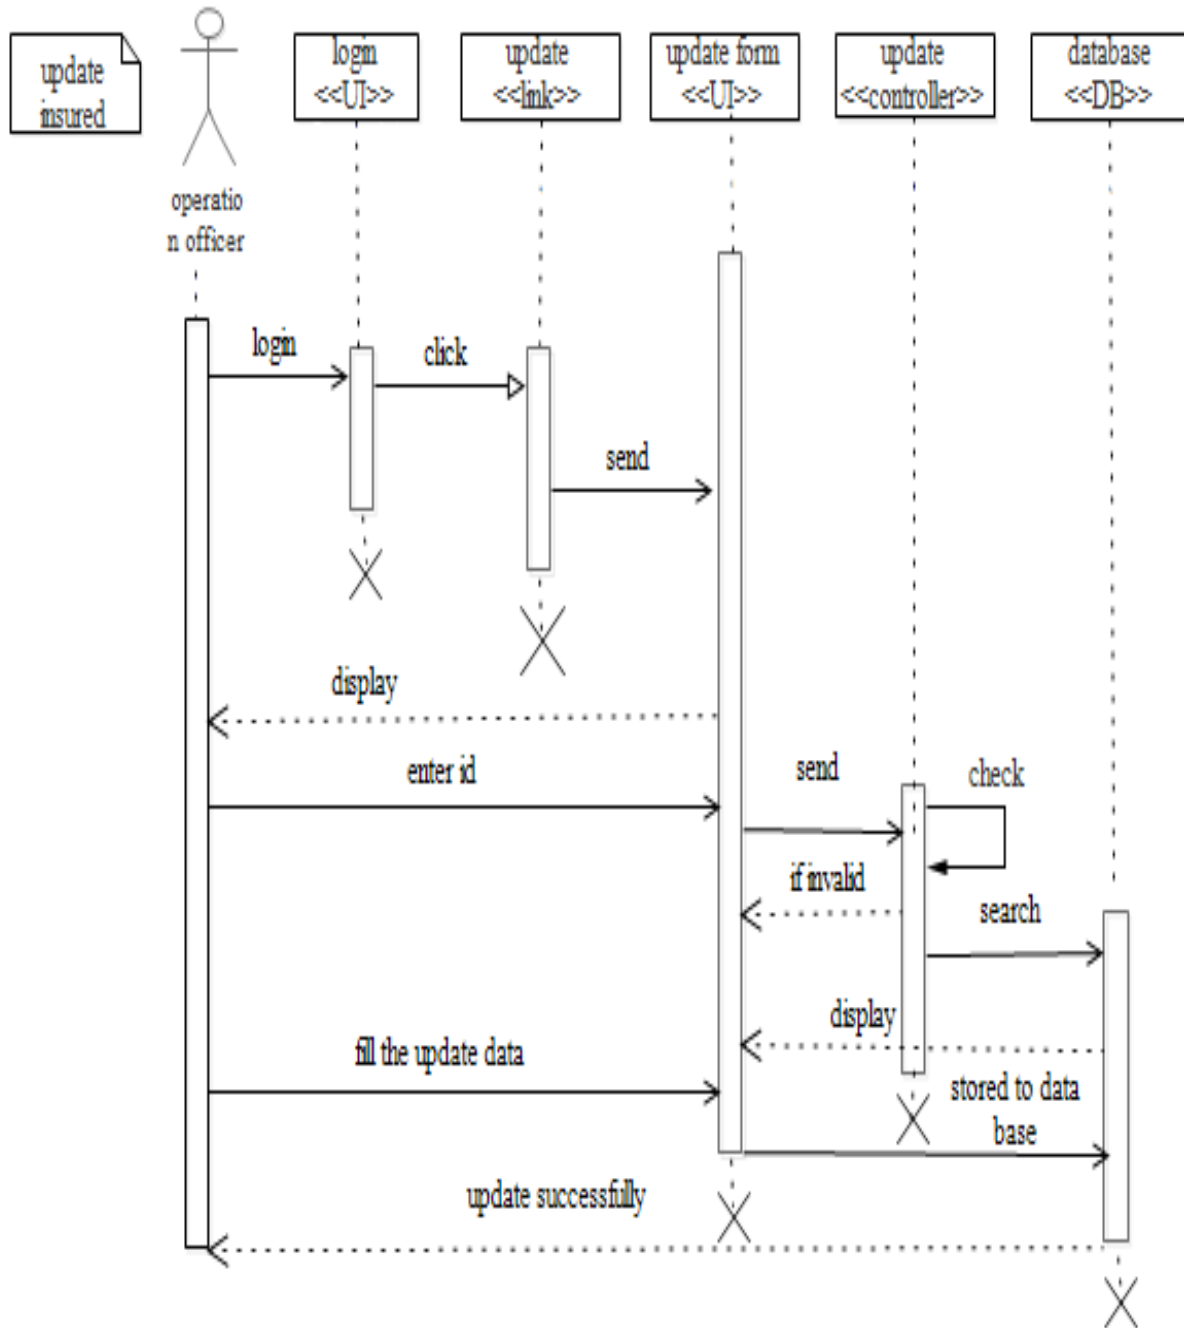 update
insured
operatio
n officer
login
<<UI>>
update
<<link>>
update form
<<UI>>
update
<<controller>>
database
<<DB>>
login
click
send
display
enter id
send
check
if invalid
search
display
fill the update data
stored to data
base
update successfully